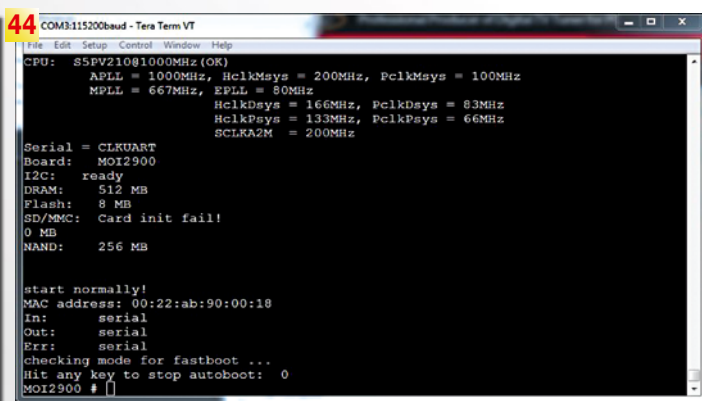 44
COM3:115200baud - Tera Term VT
File Edit Setup Control Window Help
CPU: S5PV210@1000MHz(OK)
APLL = 1000MHz, HclkMsys = 200MHz, PclkMsys = 100MHz
MPLL = 667MHz, EPLL = 80MHz
HclkDsys = 166MHz, PclkDsys = 83MHz
HclkPsys = 133MHz, PclkPsys = 66MHz
SCLKA2M = 200MHz
Serial = CLKUART
Board: MOI2900
I2C: ready
DRAM: 512 MB
Flash: 8 MB
SD/MMC: Card init fail!
0 MB
NAND: 256 MB
start normally!
MAC address: 00:22:ab:90:00:18
In: serial
Out: serial
Err: serial
checking mode for fastboot ...
Hit any key to stop autoboot: 0
MOI2900 #